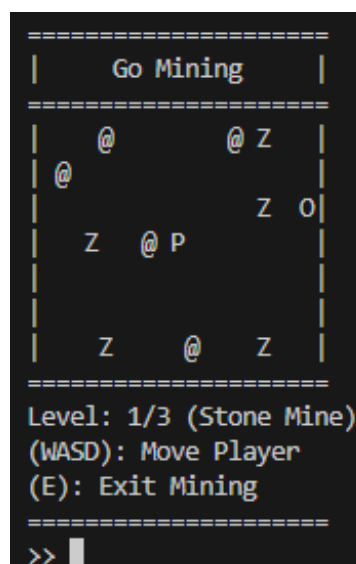 =====================
|     Go Mining     |
=====================
|    @        @ Z   |
| @                 |
|               Z  O|
|   Z   @ P         |
|                   |
|                   |
|    Z     @    Z   |
=====================
Level: 1/3 (Stone Mine)
(WASD): Move Player
(E): Exit Mining
=====================
>>